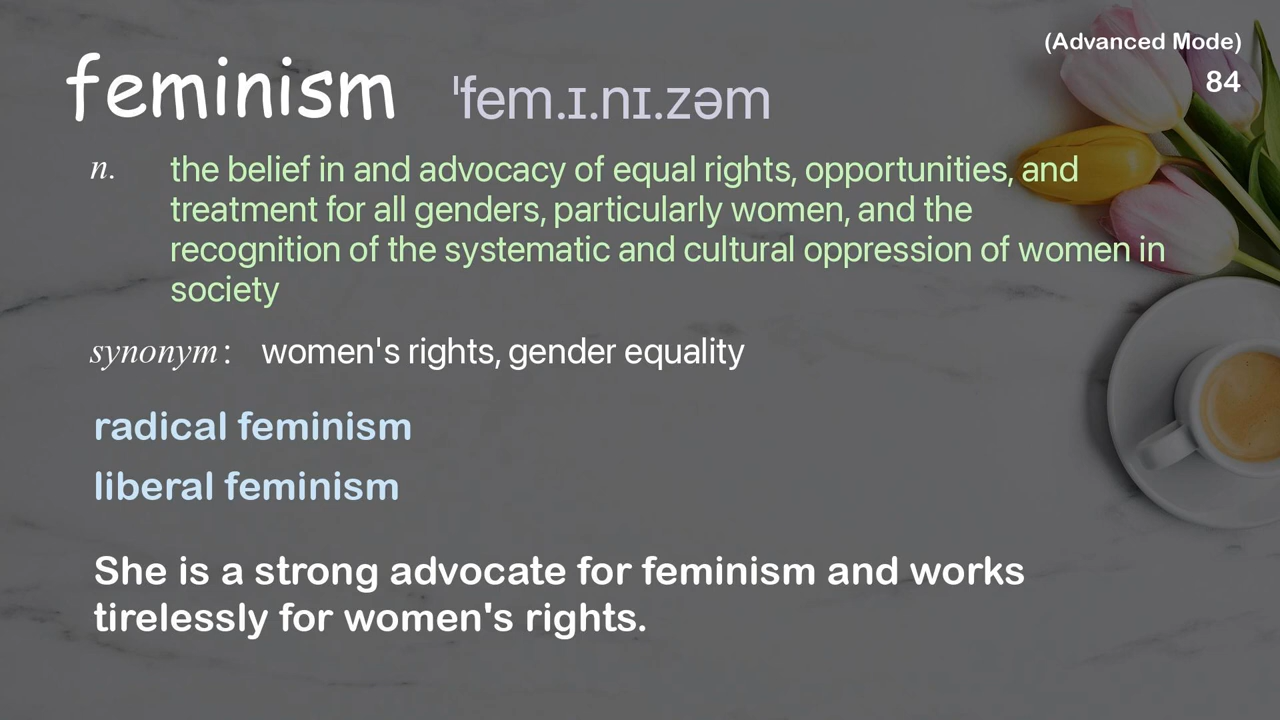 (Advanced Mode)
84
feminism ˈfem.ɪ.nɪ.zəm
n. the belief in and advocacy of equal rights, opportunities, and
treatment for all genders, particularly women, and the
recognition of the systematic and cultural oppression of women in
society
synonym: women's rights, gender equality
radical feminism
liberal feminism
She is a strong advocate for feminism and works
tirelessly for women's rights.